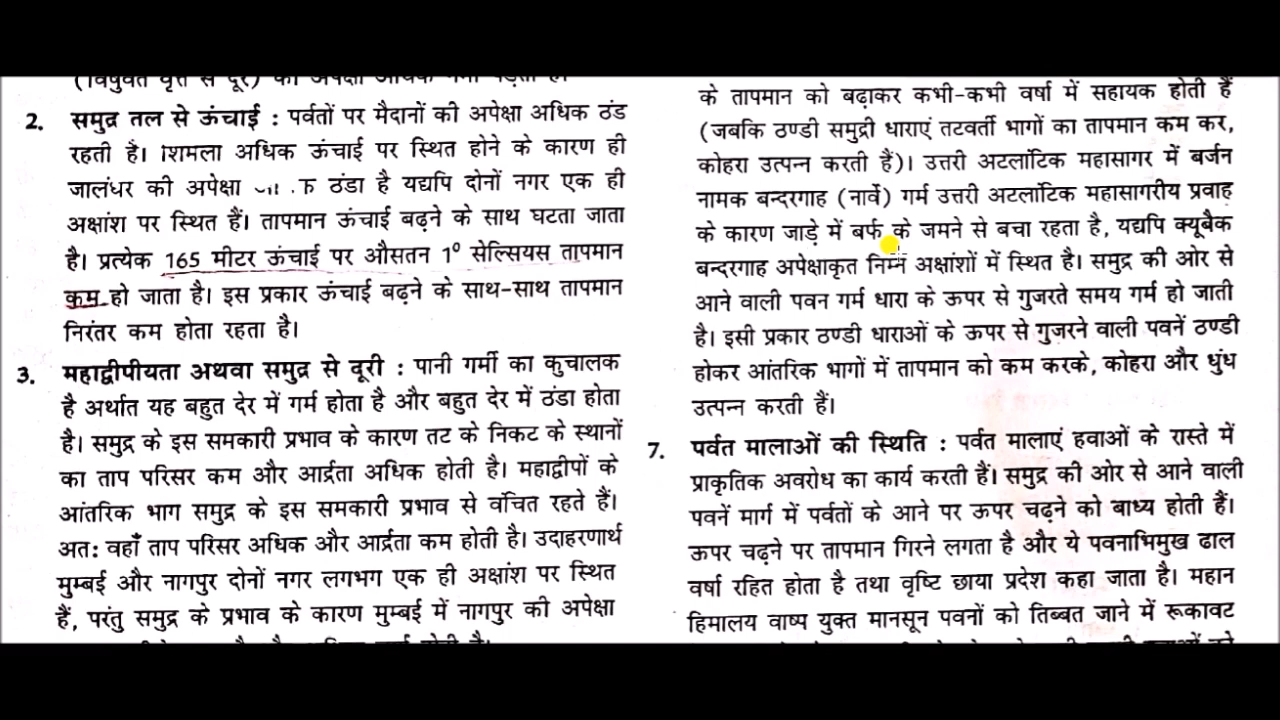 2. समुद्र तल से ऊंचाई : पर्वतों पर मैदानों की अपेक्षा अधिक ठंड
रहती है। शिमला अधिक ऊंचाई पर स्थित होने के कारण ही
जालंधर की अपेक्षा ठंडा है यद्यपि दोनों नगर एक ही
अक्षांश पर स्थित हैं। तापमान ऊंचाई बढ़ने के साथ घटता जाता
है। प्रत्येक 165 मीटर ऊंचाई पर औसतन 1° सेल्सियस तापमान
कम हो जाता है। इस प्रकार ऊंचाई बढ़ने के साथ-साथ तापमान
निरंतर कम होता रहता है।
3. महाद्वीपीयता अथवा समुद्र से दूरी : पानी गर्मी का कुचालक
है अर्थात यह बहुत देर में गर्म होता है और बहुत देर में ठंडा होता
है। समुद्र के इस समकारी प्रभाव के कारण तट के निकट के स्थानों
का ताप परिसर कम और आर्द्रता अधिक होती है। महाद्वीपों के
आंतरिक भाग समुद्र के इस समकारी प्रभाव से वंचित रहते हैं।
अत: वहाँ ताप परिसर अधिक और आर्द्रता कम होती है। उदाहरणार्थ
मुम्बई और नागपुर दोनों नगर लगभग एक ही अक्षांश पर स्थित
हैं, परंतु समुद्र के प्रभाव के कारण मुम्बई में नागपुर की अपेक्षा
के तापमान को बढ़ाकर कभी-कभी वर्षा में सहायक होती हैं
(जबकि ठण्डी समुद्री धाराएं तटवर्ती भागों का तापमान कम कर,
कोहरा उत्पन्न करती हैं)। उत्तरी अटलांटिक महासागर में बर्जन
नामक बन्दरगाह (नार्वे) गर्म उत्तरी अटलांटिक महासागरीय प्रवाह
के कारण जाड़े में बर्फ के जमने से बचा रहता है, यद्यपि क्यूबैक
बन्दरगाह अपेक्षाकृत निम्न अक्षांशों में स्थित है। समुद्र की ओर से
आने वाली पवन गर्म धारा के ऊपर से गुजरते समय गर्म हो जाती
है। इसी प्रकार ठण्डी धाराओं के ऊपर से गुजरने वाली पवनें ठण्डी
होकर आंतरिक भागों में तापमान को कम करके, कोहरा और धुंध
उत्पन्न करती हैं।
7. पर्वत मालाओं की स्थिति : पर्वत मालाएं हवाओं के रास्ते में
प्राकृतिक अवरोध का कार्य करती हैं। समुद्र की ओर से आने वाली
पवनें मार्ग में पर्वतों के आने पर ऊपर चढ़ने को बाध्य होती हैं।
ऊपर चढ़ने पर तापमान गिरने लगता है और ये पवनाभिमुख ढाल
वर्षा रहित होता है तथा वृष्टि छाया प्रदेश कहा जाता है। महान
हिमालय वाष्प युक्त मानसून पवनों को तिब्बत जाने में रूकावट